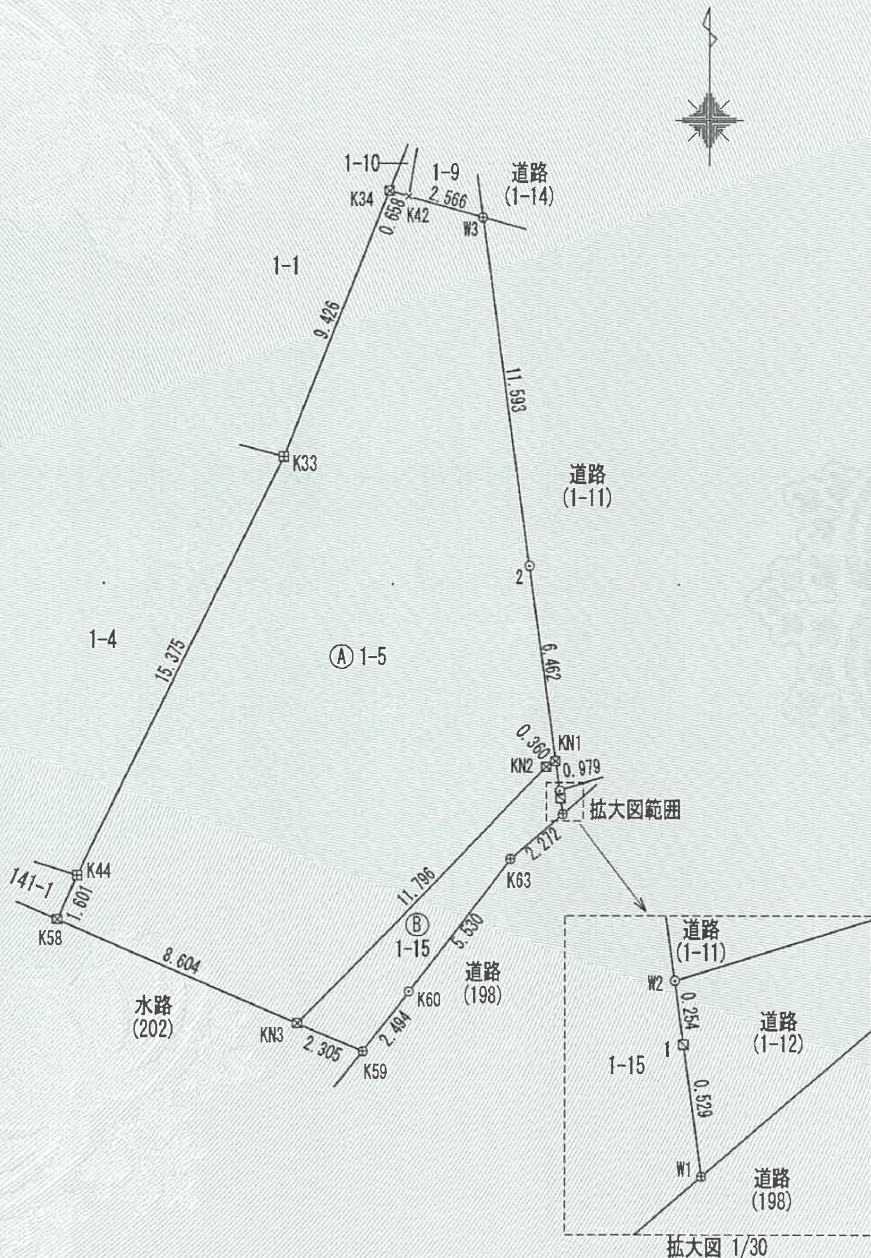 1-10
1-9
道路
(1-14)
K34
0.658
K42
2.566
W3
1-1
9.426
11.593
K33
道路
(1-11)
2
1-4
15.375
Ⓐ 1-5
6.462
0.360
KN1
KN2
0.979
拡大図範囲
2.272
K63
141-1
K44
1.601
K58
11.796
Ⓑ
1-15
5.530
8.604
道路
(198)
K60
水路
(202)
KN3
2.494
2.305
K59
道路
(1-11)
W2
0.254
道路
(1-12)
1
1-15
0.529
W1
道路
(198)
拡大図 1/30